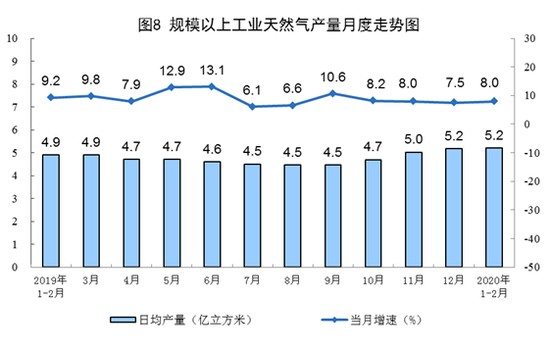 图8 规模以上工业天然气产量月度走势图
10 9 8 7 6 5 4 3 2 1 0
30 20 10 0 -10 -20 -30 -40 -50
9.2 9.8 7.9 12.9 13.1 6.1 6.6 10.6 8.2 8.0 7.5 8.0
4.9 4.9 4.7 4.7 4.6 4.5 4.5 4.5 4.7 5.0 5.2 5.2
2019年 3月 4月 5月 6月 7月 8月 9月 10月 11月 12月 2020年
1-2月 1-2月
日均产量（亿立方米） 当月增速（%）